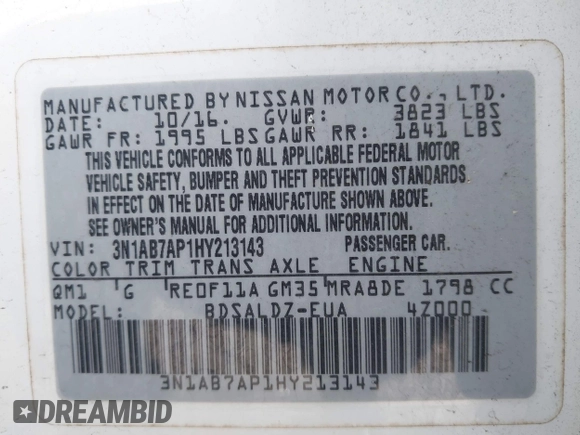 MANUFACTURED BY NISSAN MOTOR CO., LTD.
DATE: 10/16. GVWR: 3823 LBS
GAWR FR: 1995 LBS GAWR RR: 1841 LBS
THIS VEHICLE CONFORMS TO ALL APPLICABLE FEDERAL MOTOR
VEHICLE SAFETY, BUMPER AND THEFT PREVENTION STANDARDS
IN EFFECT ON THE DATE OF MANUFACTURE SHOWN ABOVE.
SEE OWNER'S MANUAL FOR ADDITIONAL INFORMATION.
VIN: 3N1AB7AP1HY213143 PASSENGER CAR.
COLOR TRIM TRANS AXLE ENGINE
QM1 G RE0F11A GM35 MRA8DE 1798 CC
MODEL: BDSALDZ-EUA 4Z000
3N1AB7AP1HY213143
DREAMBID